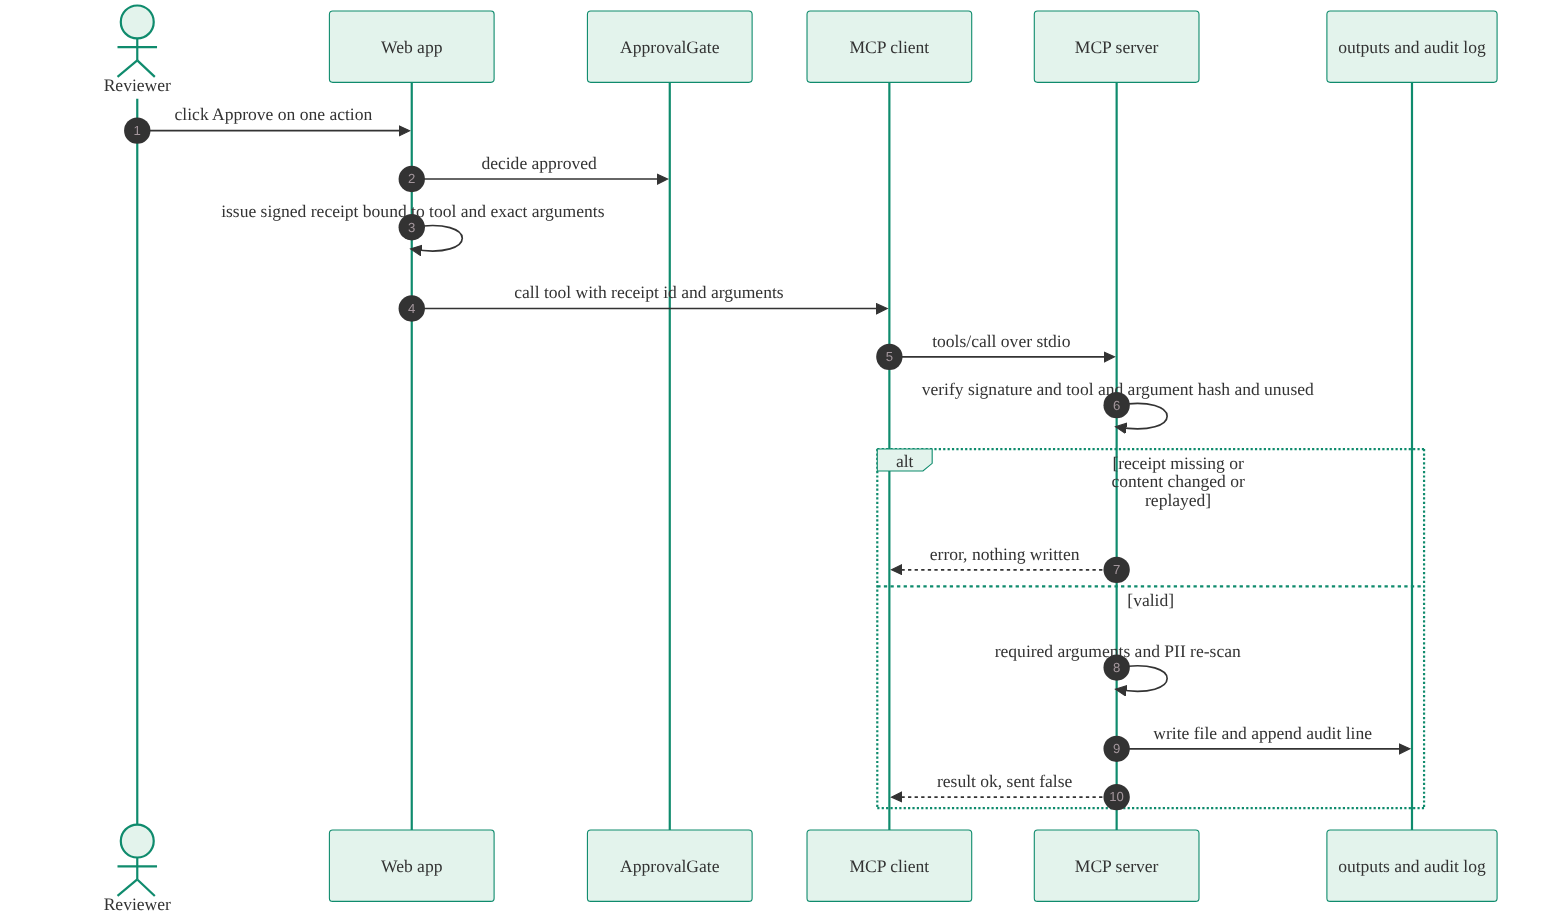 Reviewer
Web app
ApprovalGate
MCP client
MCP server
outputs and audit log
click Approve on one action
1
decide approved
2
issue signed receipt bound to tool and exact arguments
3
call tool with receipt id and arguments
4
tools/call over stdio
5
verify signature and tool and argument hash and unused
6
alt
[receipt missing or
content changed or
replayed]
error, nothing written
7
[valid]
required arguments and PII re-scan
8
write file and append audit line
9
result ok, sent false
10
Reviewer
Web app
ApprovalGate
MCP client
MCP server
outputs and audit log